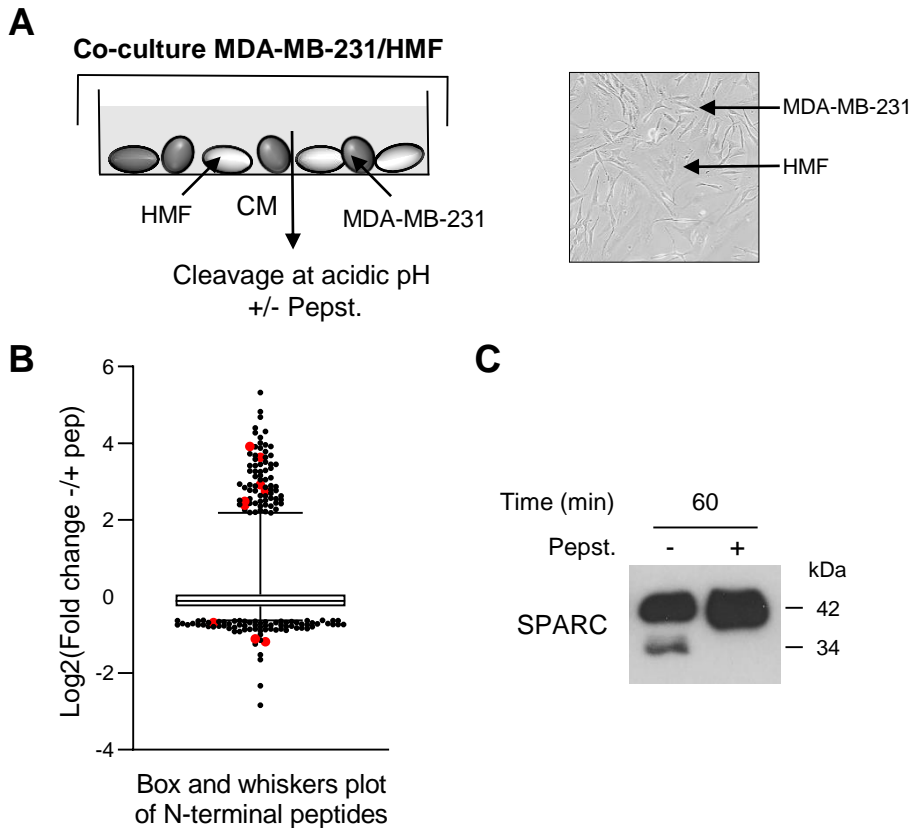 A
Co-culture MDA-MB-231/HMF
HMF
CM
MDA-MB-231
Cleavage at acidic pH
+/- Pepst.
MDA-MB-231
HMF
B
Log2(Fold change -/+ pep)
6
4
2
0
-2
-4
Box and whiskers plot
of N-terminal peptides
C
Time (min) 60
Pepst. - +
kDa
SPARC
42
34